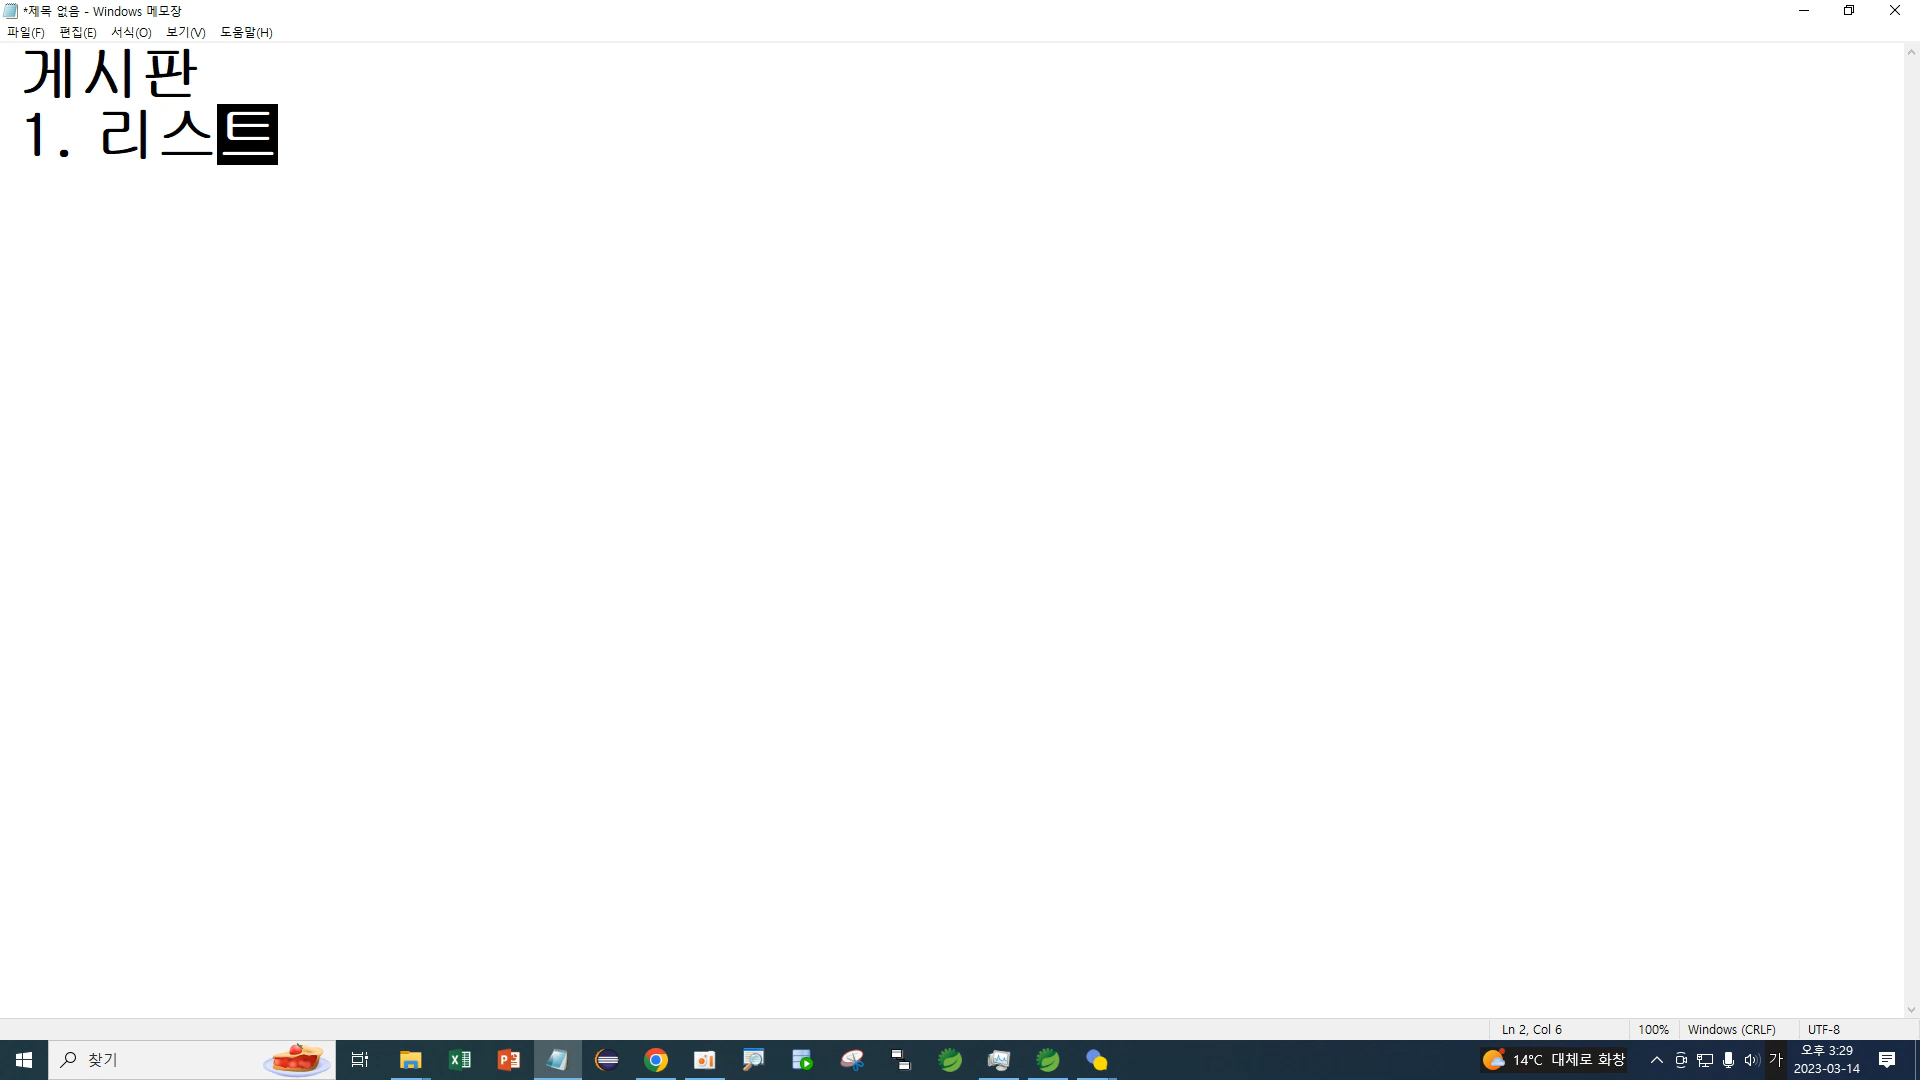 *제목 없음 - Windows 메모장
파일(F) 편집(E) 서식(O) 보기(V) 도움말(H)
게시판
1. 리스트
Ln 2, Col 6 100% Windows (CRLF) UTF-8
찾기 14°C 대체로 화창 가 오후 3:29
2023-03-14